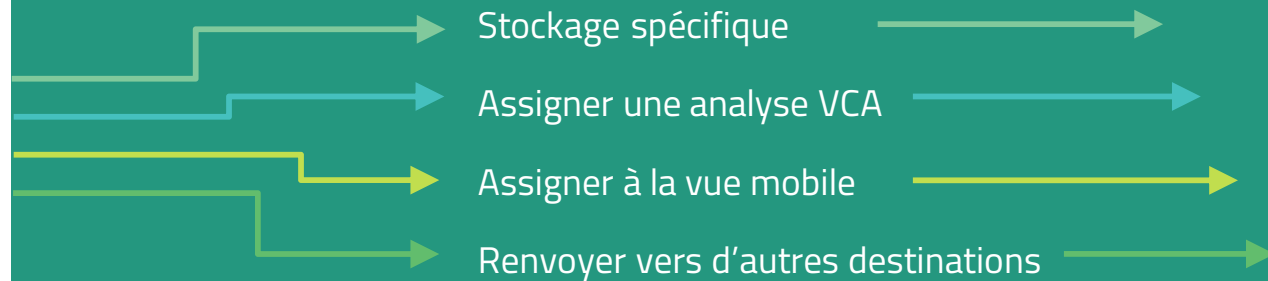 Stockage spécifique
Assigner une analyse VCA
Assigner à la vue mobile
Renvoyer vers d’autres destinations